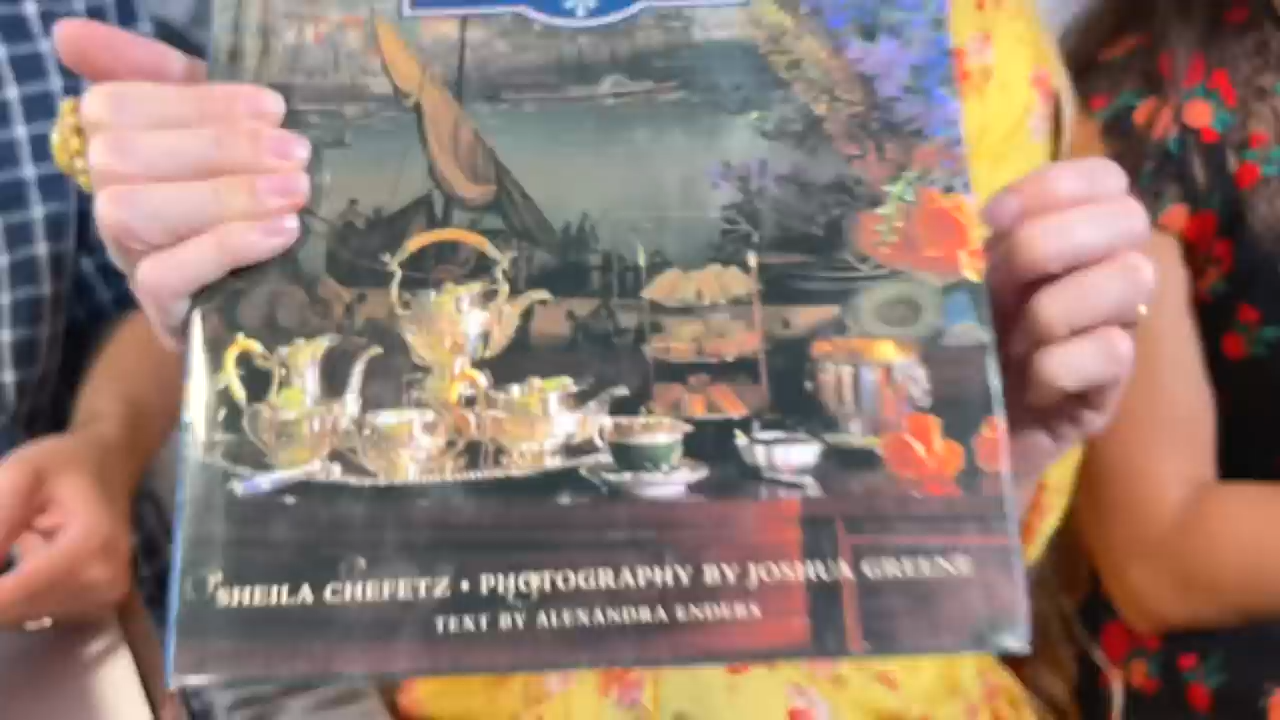 SHEILA CHEFETZ • PHOTOGRAPHY BY JOSHUA GREENE
TEXT BY ALEXANDRA ENDERS